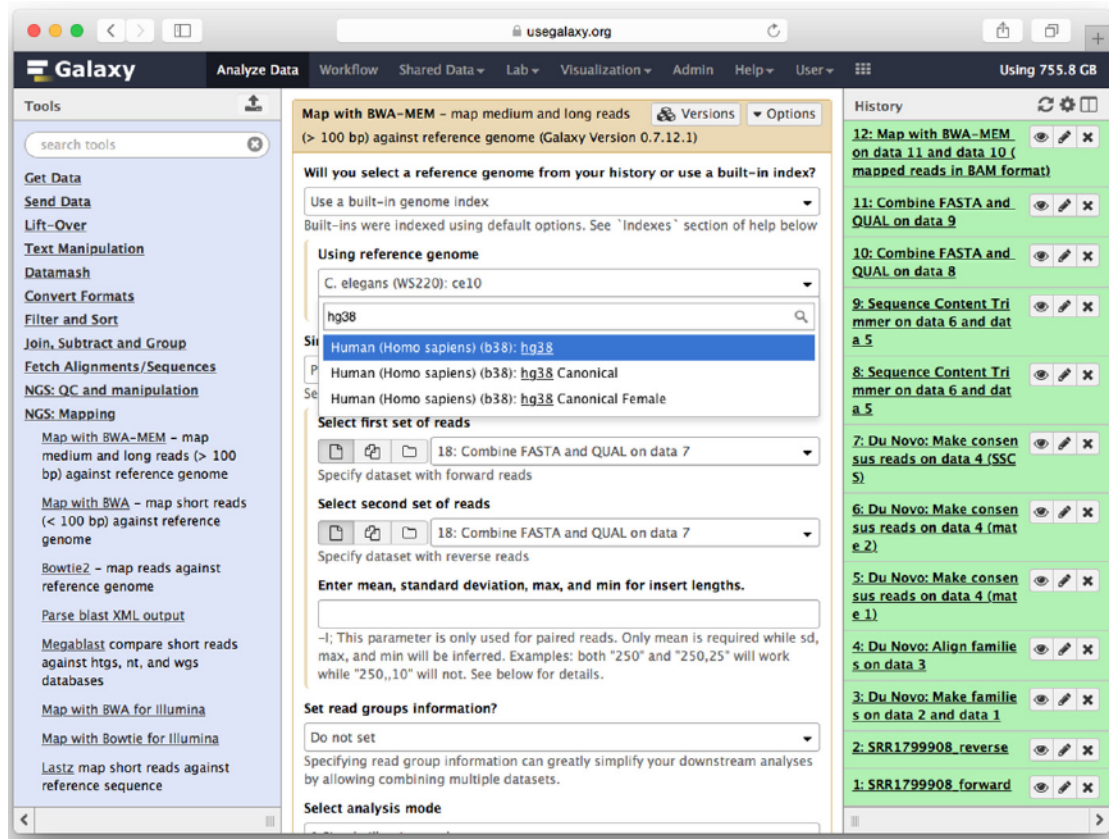 usegalaxy.org
Galaxy
Analyze Data
Workflow
Shared Data
Lab
Visualization
Admin
Help
User
Using 755.8 GB
Tools
search tools
Get Data
Send Data
Lift-Over
Text Manipulation
Datamash
Convert Formats
Filter and Sort
Join, Subtract and Group
Fetch Alignments/Sequences
NGS: QC and manipulation
NGS: Mapping
Map with BWA-MEM – map
medium and long reads (> 100
bp) against reference genome
Map with BWA – map short reads
(< 100 bp) against reference
genome
Bowtie2 – map reads against
reference genome
Parse blast XML output
Megablast compare short reads
against htgs, nt, and wgs
databases
Map with BWA for Illumina
Map with Bowtie for Illumina
Lastz map short reads against
reference sequence
Map with BWA-MEM – map medium and long reads
(> 100 bp) against reference genome (Galaxy Version 0.7.12.1)
Versions
Options
Will you select a reference genome from your history or use a built-in index?
Use a built-in genome index
Built-ins were indexed using default options. See `Indexes` section of help below
Using reference genome
C. elegans (WS220): ce10
hg38
Human (Homo sapiens) (b38): hg38
Human (Homo sapiens) (b38): hg38 Canonical
Human (Homo sapiens) (b38): hg38 Canonical Female
Select first set of reads
18: Combine FASTA and QUAL on data 7
Specify dataset with forward reads
Select second set of reads
18: Combine FASTA and QUAL on data 7
Specify dataset with reverse reads
Enter mean, standard deviation, max, and min for insert lengths.
-I; This parameter is only used for paired reads. Only mean is required while sd,
max, and min will be inferred. Examples: both "250" and "250,25" will work
while "250,,10" will not. See below for details.
Set read groups information?
Do not set
Specifying read group information can greatly simplify your downstream analyses
by allowing combining multiple datasets.
Select analysis mode
History
12: Map with BWA-MEM
on data 11 and data 10 (
mapped reads in BAM format)
11: Combine FASTA and
QUAL on data 9
10: Combine FASTA and
QUAL on data 8
9: Sequence Content Tri
mmer on data 6 and dat
a 5
8: Sequence Content Tri
mmer on data 6 and dat
a 5
7: Du Novo: Make consen
sus reads on data 4 (SSC
S)
6: Du Novo: Make consen
sus reads on data 4 (mat
e 2)
5: Du Novo: Make consen
sus reads on data 4 (mat
e 1)
4: Du Novo: Align familie
s on data 3
3: Du Novo: Make familie
s on data 2 and data 1
2: SRR1799908_reverse
1: SRR1799908_forward